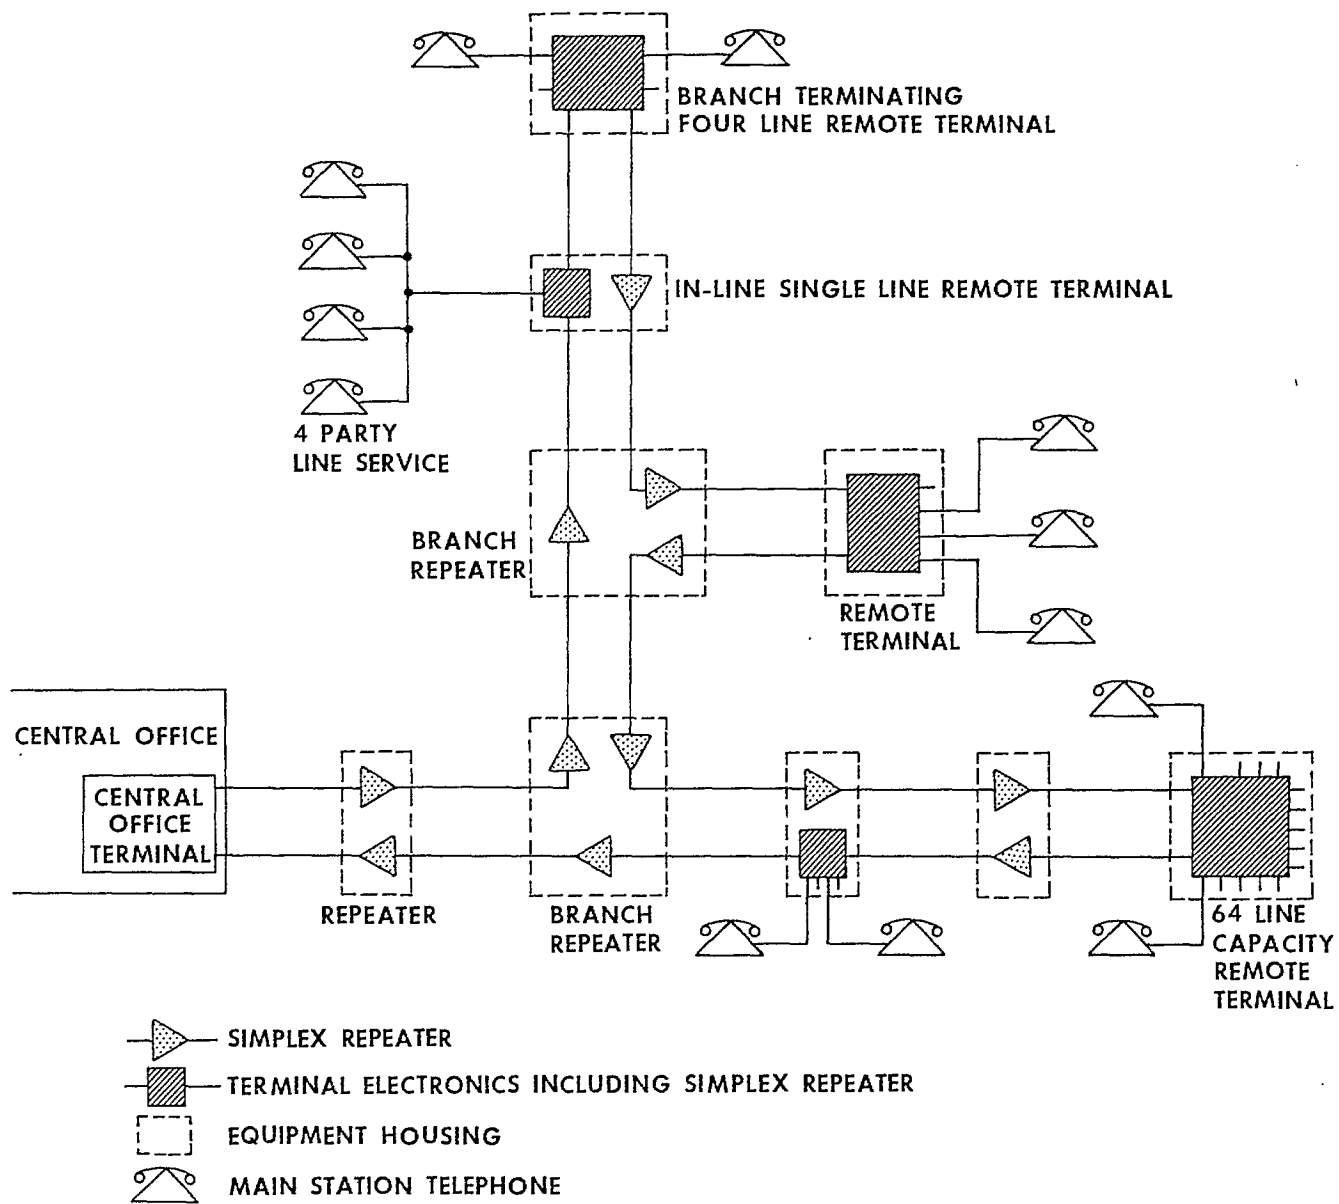 BRANCH TERMINATING
FOUR LINE REMOTE TERMINAL
IN-LINE SINGLE LINE REMOTE TERMINAL
4 PARTY
LINE SERVICE
BRANCH
REPEATER
REMOTE
TERMINAL
CENTRAL OFFICE
CENTRAL
OFFICE
TERMINAL
REPEATER
BRANCH
REPEATER
64 LINE
CAPACITY
REMOTE
TERMINAL
SIMPLEX REPEATER
TERMINAL ELECTRONICS INCLUDING SIMPLEX REPEATER
EQUIPMENT HOUSING
MAIN STATION TELEPHONE